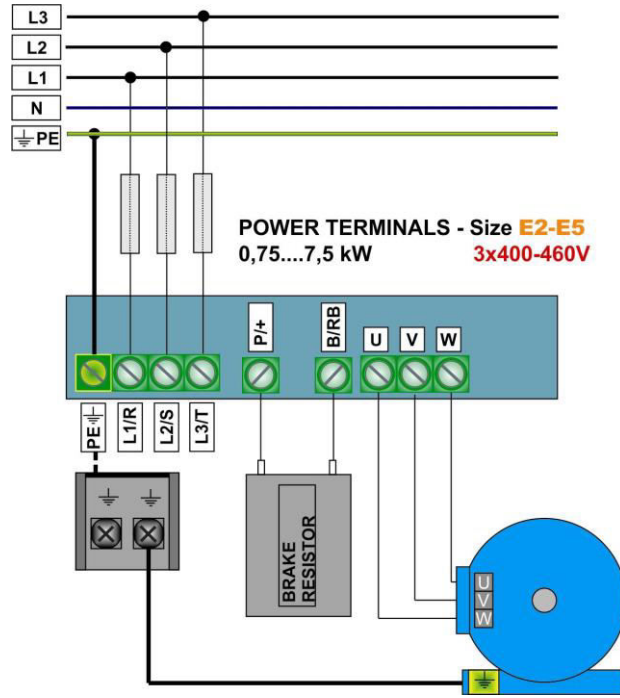 L3
L2
L1
N
PE
POWER TERMINALS - Size E2-E5
0,75....7,5 kW 3x400-460V
P/+
B/RB
U
V
W
PE
L1/R
L2/S
L3/T
BRAKE
RESISTOR
U
V
W